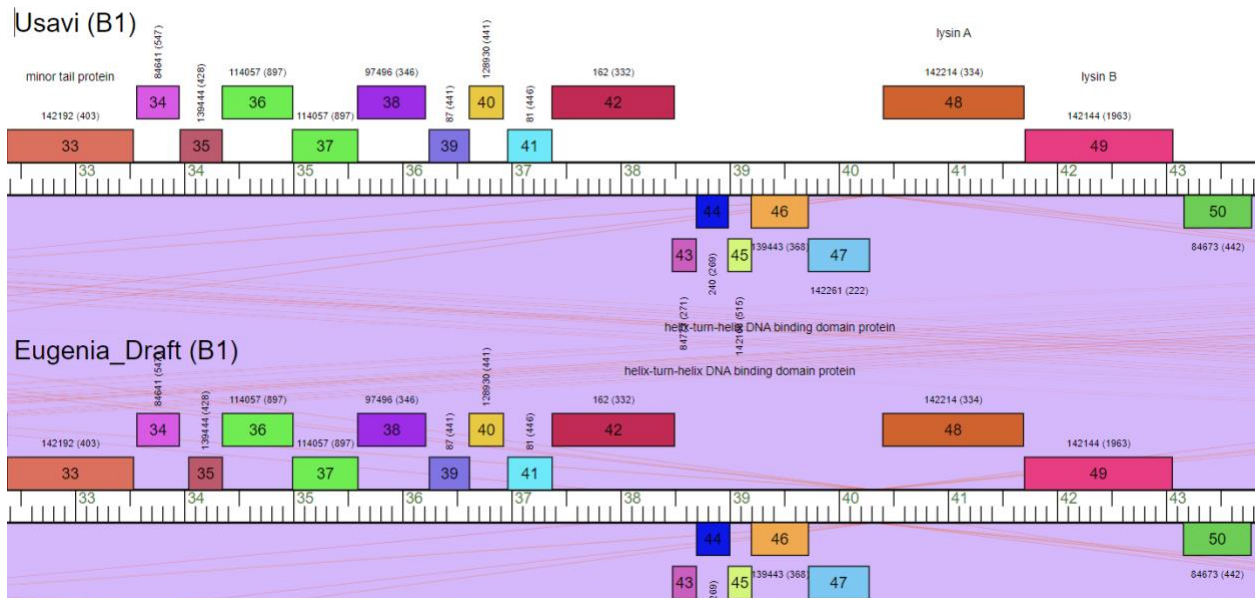 Usavi (B1)
lysin A
minor tail protein
84641 (547)
139444 (428)
114057 (897)
97496 (346)
87 (441)
128930 (441)
81 (446)
162 (332)
142214 (334)
lysin B
34 36 38 40 42 48
142192 (403)
114057 (897)
142144 (1963)
33 35 37 39 41 49
33 34 35 36 37 38 39 40 41 42 43
44 46 50
43 45 47
139443 (368)
84673 (442)
240 (269)
142261 (222)
helix-turn-helix DNA binding domain protein
Eugenia_Draft (B1)
helix-turn-helix DNA binding domain protein
84641 (547)
139444 (428)
114057 (897)
97496 (346)
87 (441)
128930 (441)
81 (446)
162 (332)
142214 (334)
34 36 38 40 42 48
142192 (403)
114057 (897)
142144 (1963)
33 35 37 39 41 49
33 34 35 36 37 38 39 40 41 42 43
44 46 50
43 45 47
139443 (368)
84673 (442)